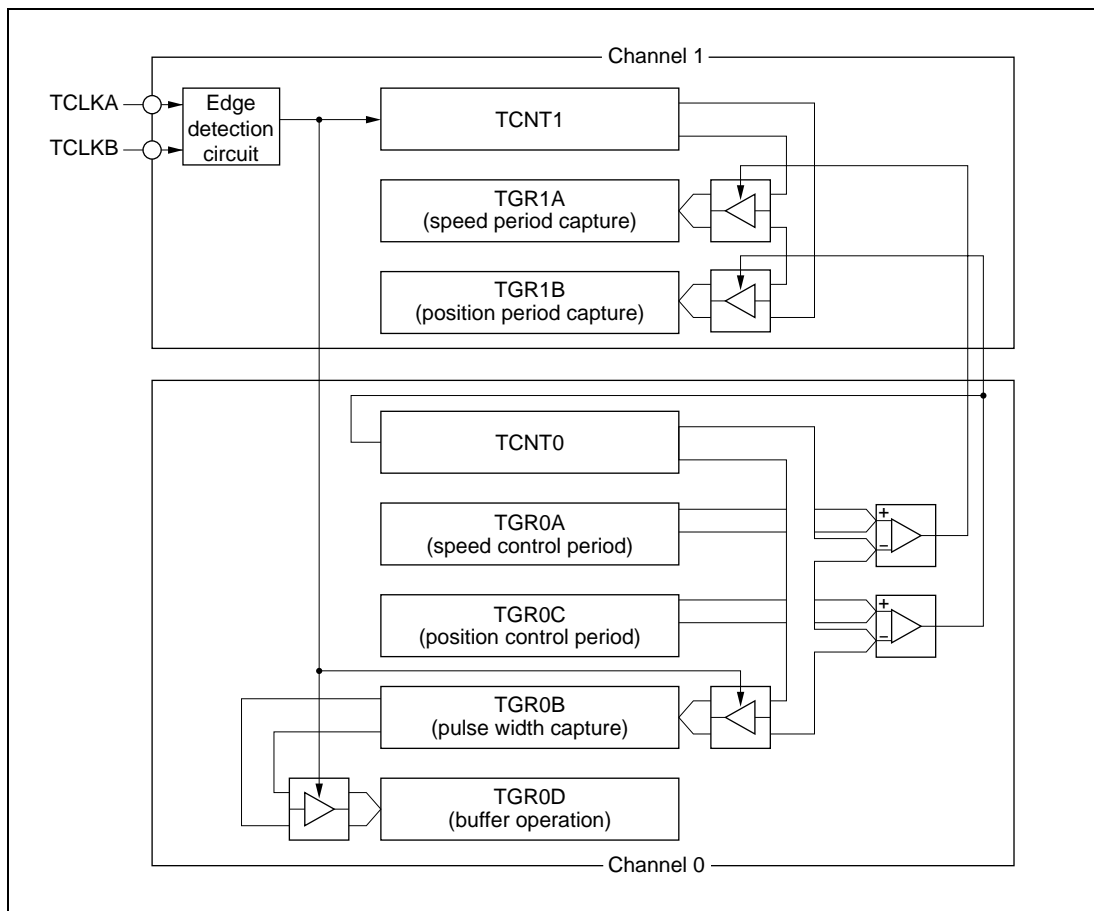 Channel 1
TCLKA
TCLKB
Edge
detection
circuit
TCNT1
TGR1A
(speed period capture)
TGR1B
(position period capture)
TCNT0
TGR0A
(speed control period)
+
−
TGR0C
(position control period)
+
−
TGR0B
(pulse width capture)
TGR0D
(buffer operation)
Channel 0